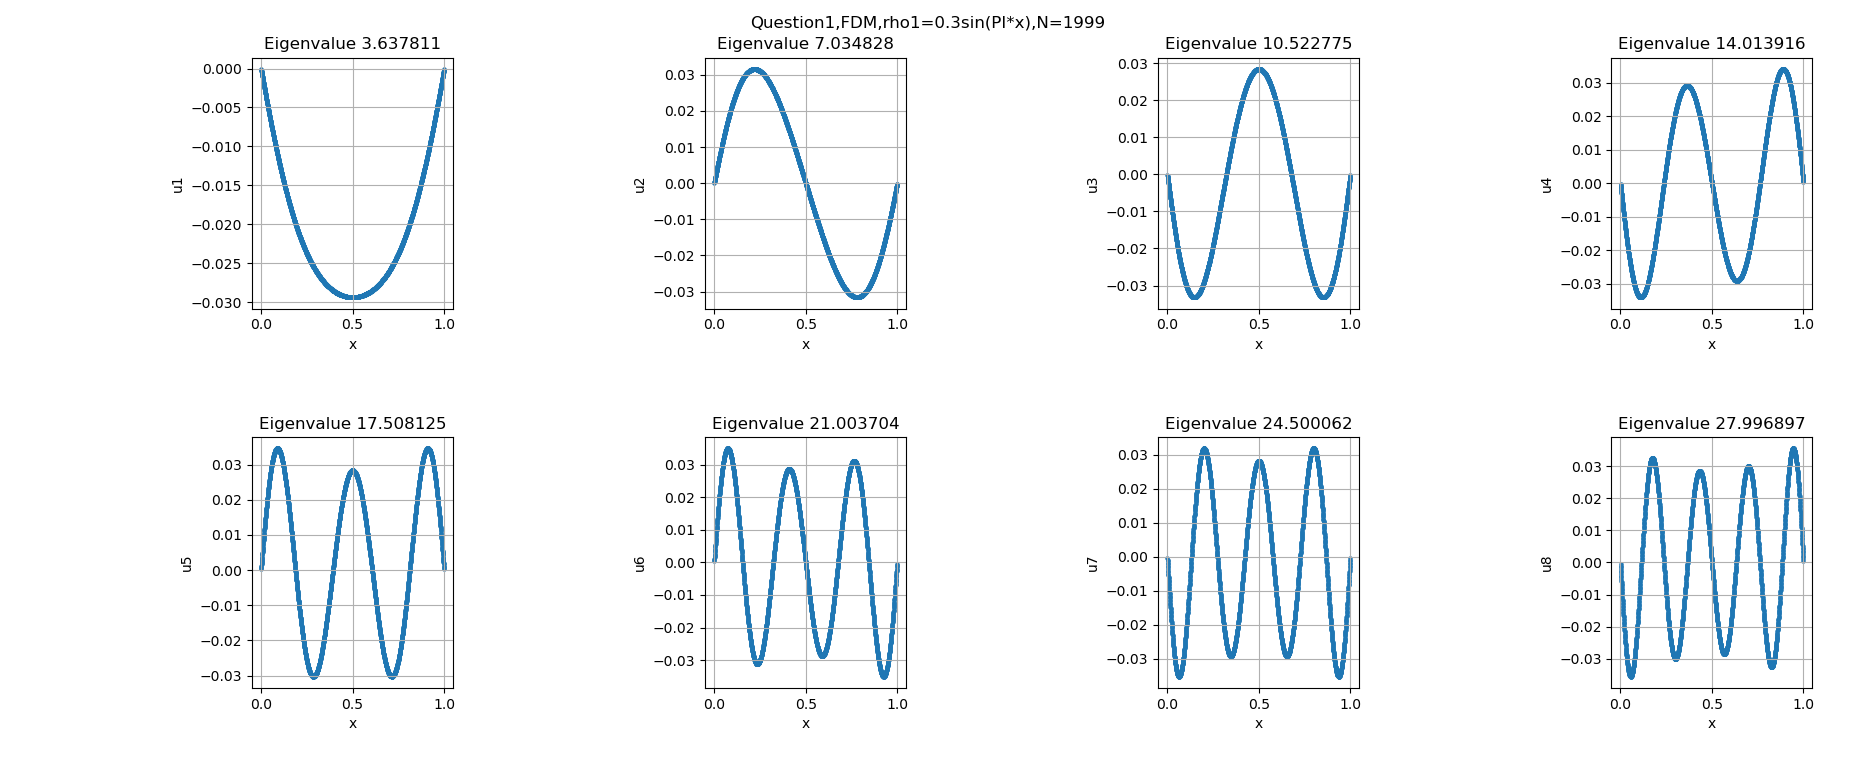 Question1,FDM,rho1=0.3sin(PI*x),N=1999
Eigenvalue 3.637811
0.000
−0.005
−0.010
−0.015
−0.020
−0.025
−0.030
u1
0.0 0.5 1.0
x
Eigenvalue 7.034828
0.03
0.02
0.01
0.00
−0.01
−0.02
−0.03
u2
0.0 0.5 1.0
x
Eigenvalue 10.522775
0.03
0.02
0.01
0.00
−0.01
−0.02
−0.03
u3
0.0 0.5 1.0
x
Eigenvalue 14.013916
0.03
0.02
0.01
0.00
−0.01
−0.02
−0.03
u4
0.0 0.5 1.0
x
Eigenvalue 17.508125
0.03
0.02
0.01
0.00
−0.01
−0.02
−0.03
u5
0.0 0.5 1.0
x
Eigenvalue 21.003704
0.03
0.02
0.01
0.00
−0.01
−0.02
−0.03
u6
0.0 0.5 1.0
x
Eigenvalue 24.500062
0.03
0.02
0.01
0.00
−0.01
−0.02
−0.03
u7
0.0 0.5 1.0
x
Eigenvalue 27.996897
0.03
0.02
0.01
0.00
−0.01
−0.02
−0.03
u8
0.0 0.5 1.0
x